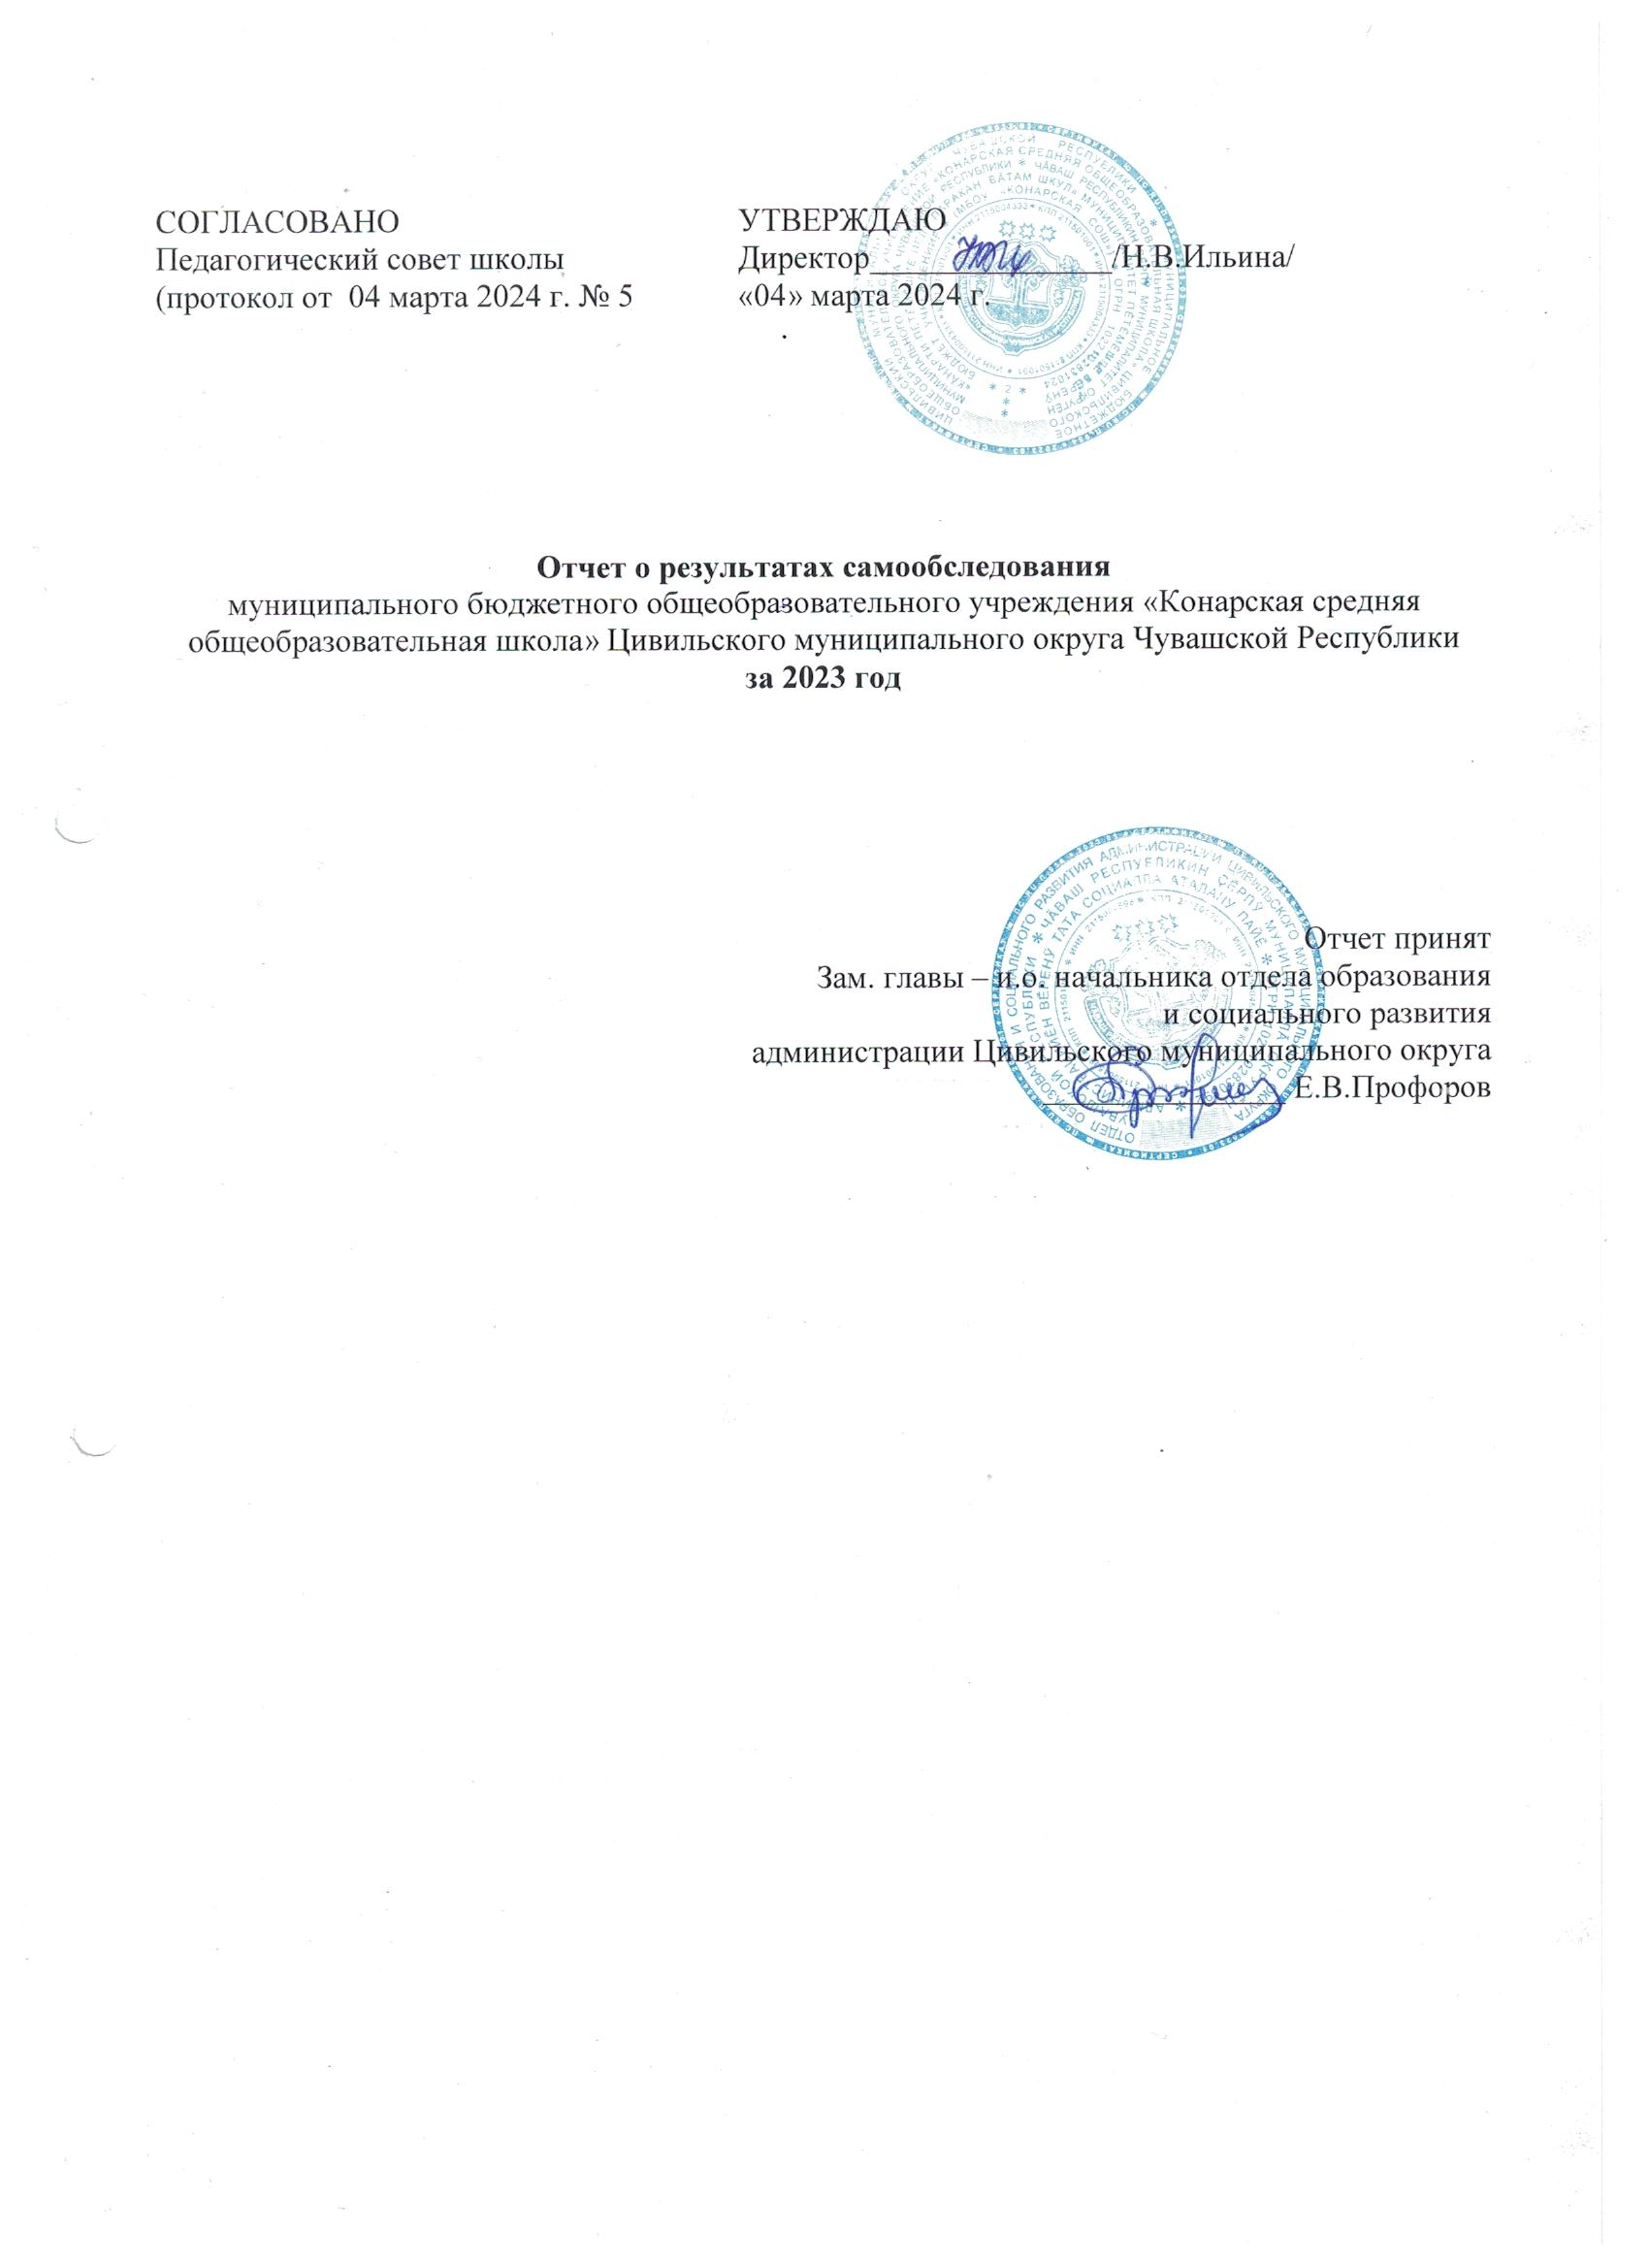 СОГЛАСОВАНО
Педагогический совет школы
(протокол от 04 марта 2024 г. № 5
УТВЕРЖДАЮ
Директор_______________/Н.В.Ильина/
«04» марта 2024 г.
Отчет о результатах самообследования
муниципального бюджетного общеобразовательного учреждения «Конарская средняя
общеобразовательная школа» Цивильского муниципального округа Чувашской Республики
за 2023 год
Отчет принят
Зам. главы – и.о. начальника отдела образования
и социального развития
администрации Цивильского муниципального округа
_______________ Е.В.Профоров